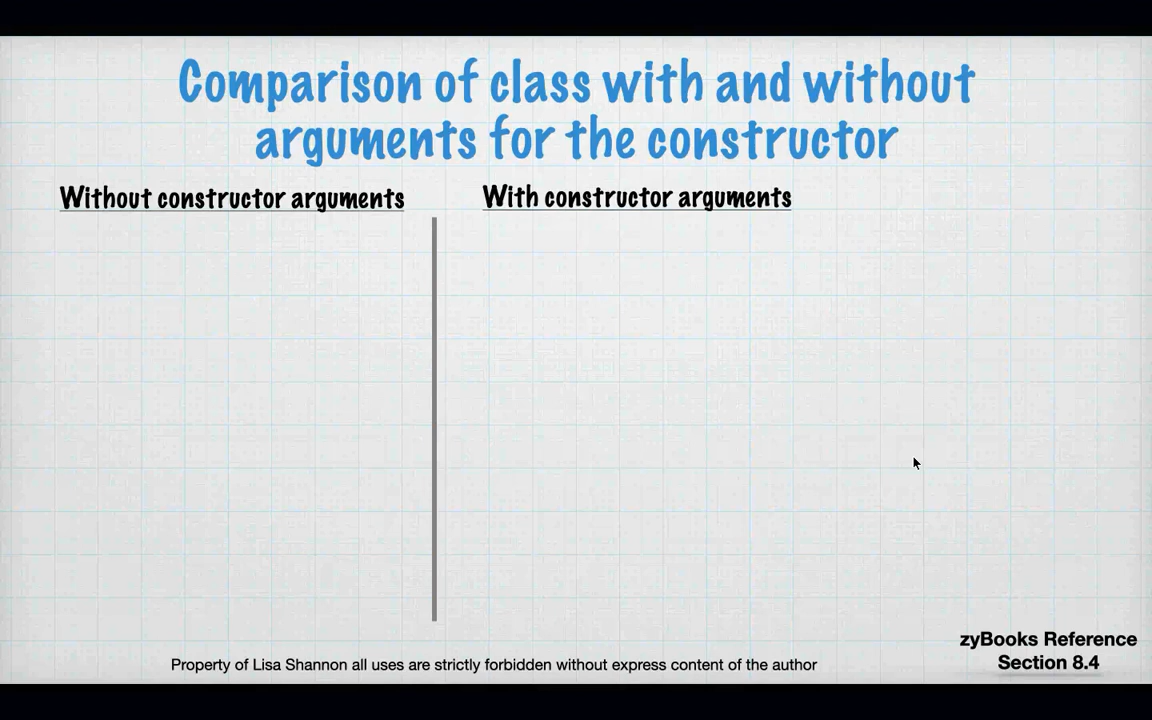 Comparison of class with and without
arguments for the constructor
Without constructor arguments
With constructor arguments
zyBooks Reference
Section 8.4
Property of Lisa Shannon all uses are strictly forbidden without express content of the author